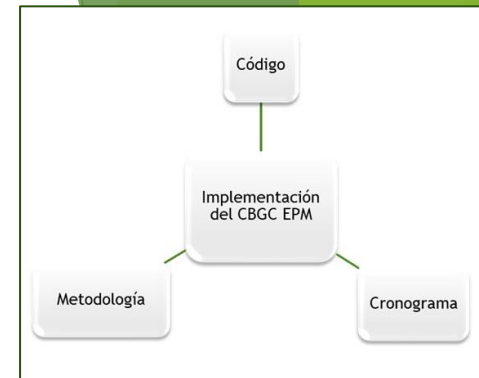 Código
Implementación
del CBGC EPM
Metodología
Cronograma